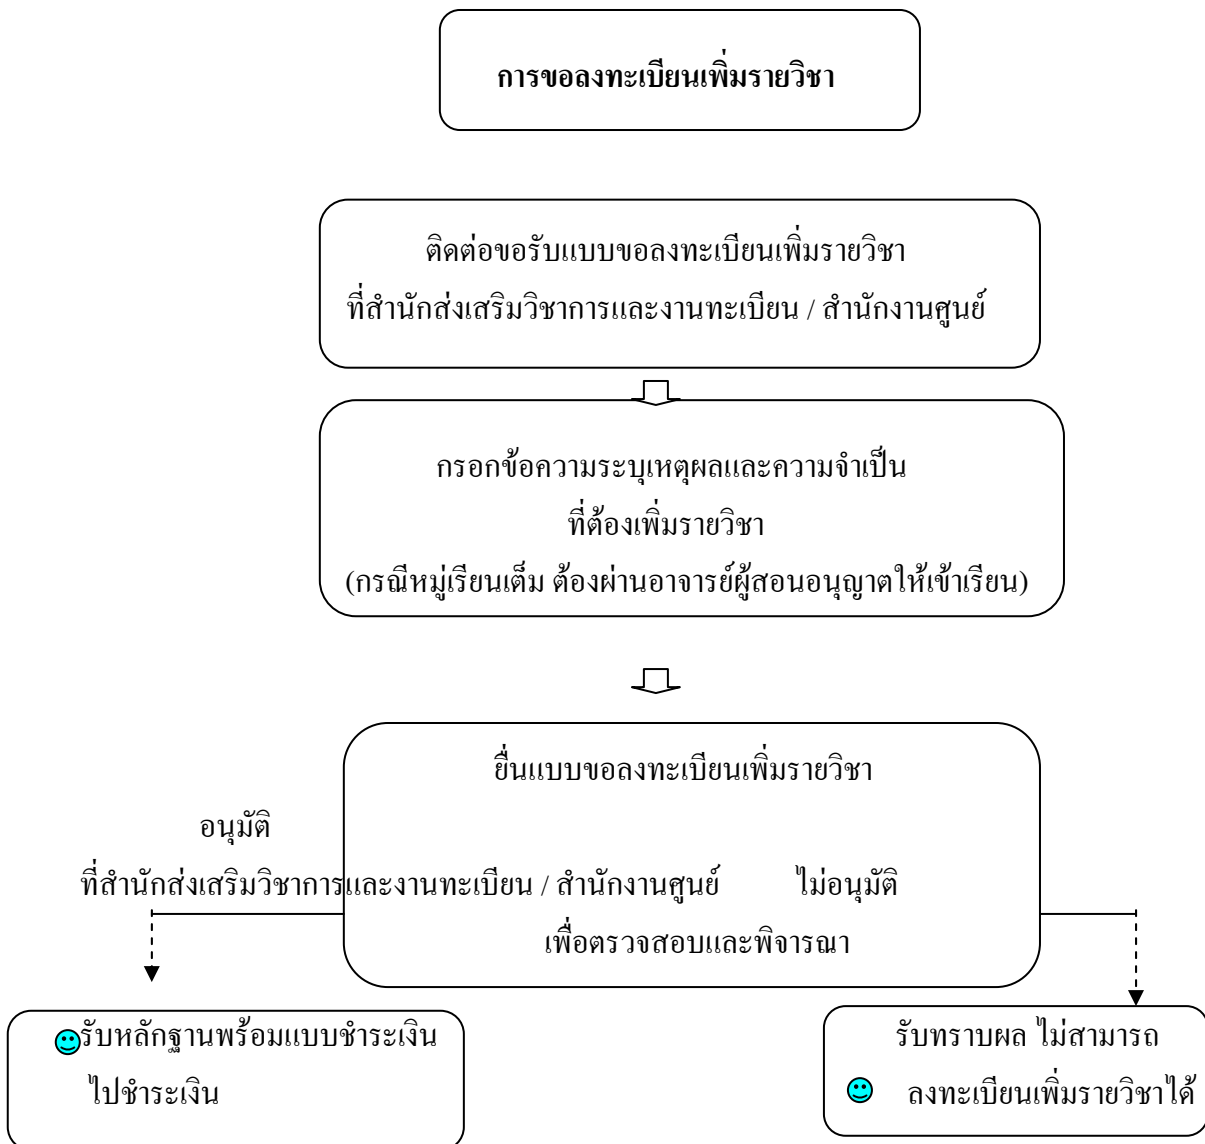 การขอลงทะเบียนเพิ่มรายวิชา
ติดต่อขอรับแบบขอลงทะเบียนเพิ่มรายวิชา
ที่สำนักส่งเสริมวิชาการและงานทะเบียน / สำนักงานศูนย์
กรอกข้อความระบุเหตุผลและความจำเป็น
ที่ต้องเพิ่มรายวิชา
(กรณีหมู่เรียนเต็ม ต้องผ่านอาจารย์ผู้สอนอนุญาตให้เข้าเรียน)
ยื่นแบบขอลงทะเบียนเพิ่มรายวิชา
อนุมัติ
ที่สำนักส่งเสริมวิชาการและงานทะเบียน / สำนักงานศูนย์ ไม่อนุมัติ
เพื่อตรวจสอบและพิจารณา
รับหลักฐานพร้อมแบบชำระเงิน
ไปชำระเงิน
รับทราบผล ไม่สามารถ
ลงทะเบียนเพิ่มรายวิชาได้